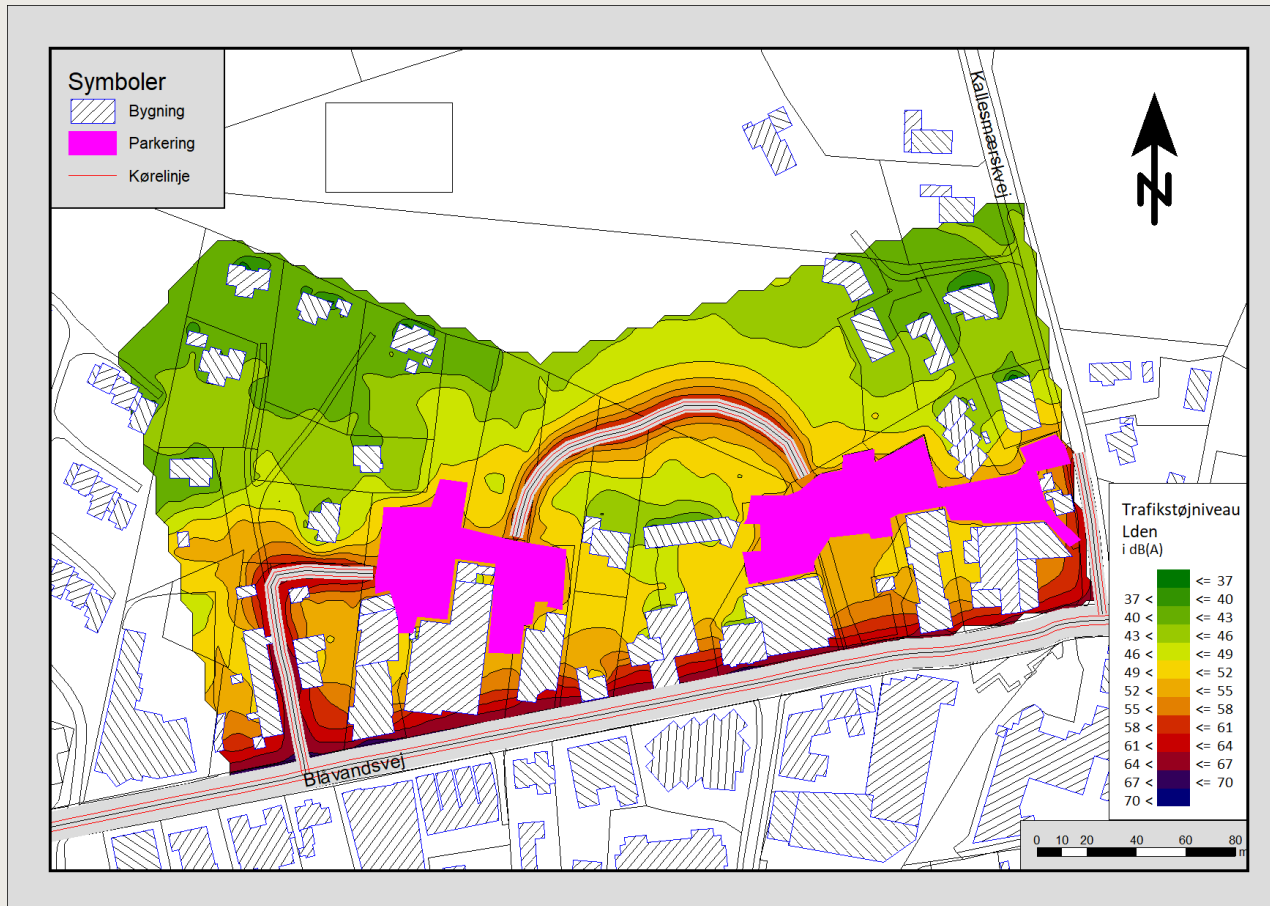 Symboler
Bygning
Parkering
Kørelinje
Kallesmærskvej
N
Blåvandsvej
Trafikstøjniveau
Lden
i dB(A)
<= 37
37 < <= 40
40 < <= 43
43 < <= 46
46 < <= 49
49 < <= 52
52 < <= 55
55 < <= 58
58 < <= 61
61 < <= 64
64 < <= 67
67 < <= 70
70 <
0 10 20 40 60 80
m